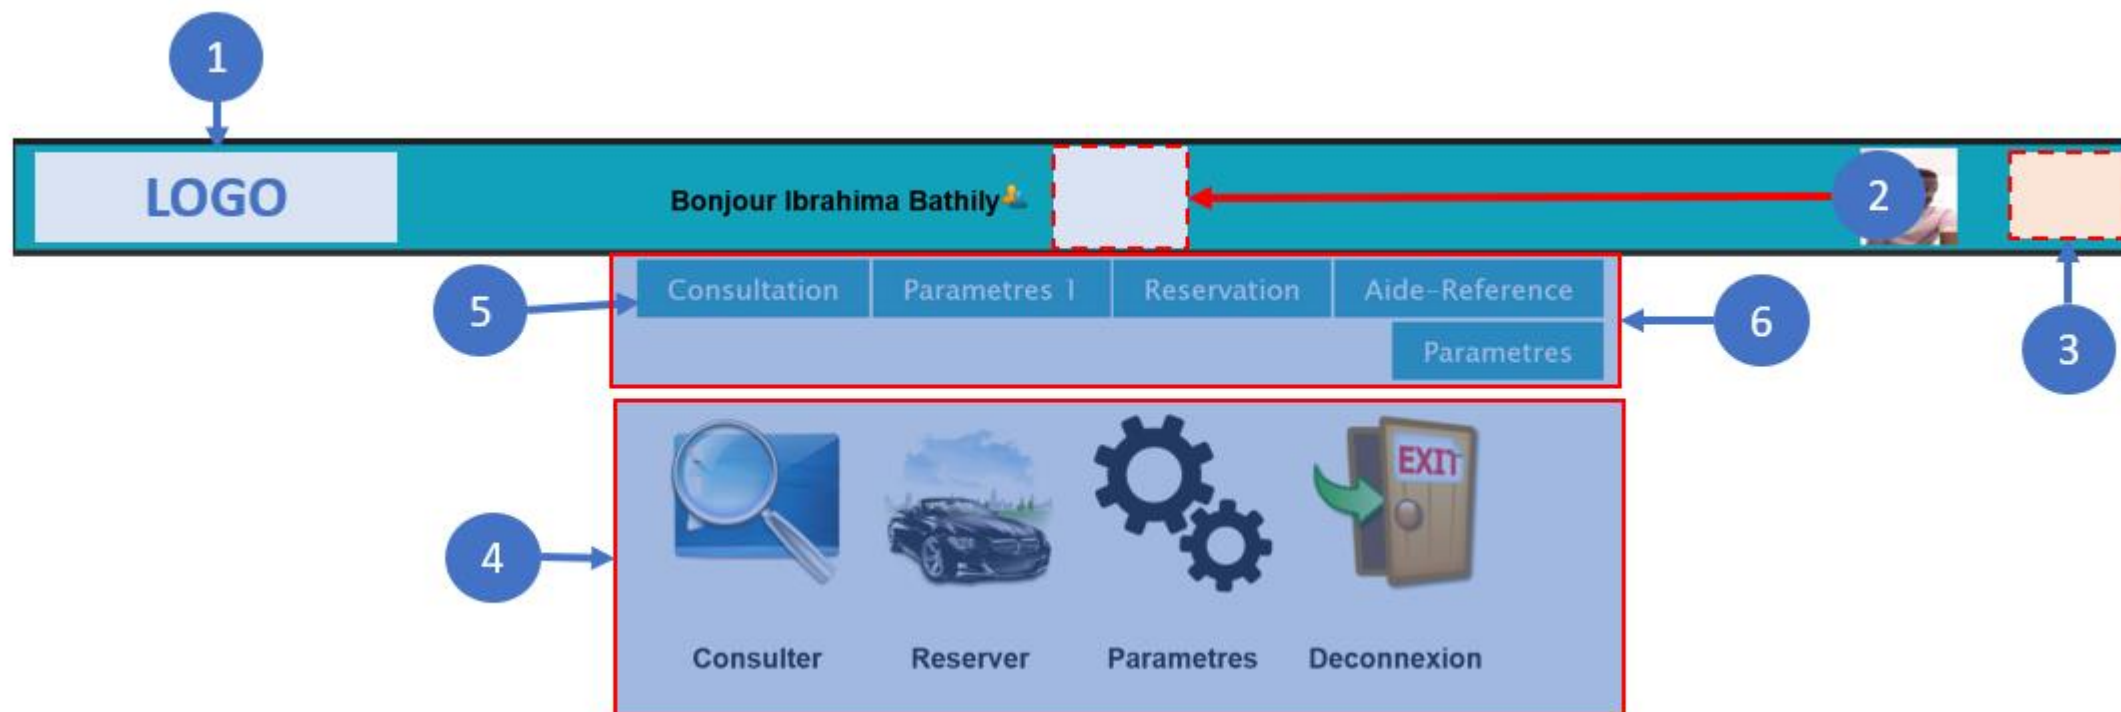 1
LOGO
Bonjour Ibrahima Bathily
2
Consultation Parametres 1 Reservation Aide-Reference
5
6
Parametres
3
EXIT
4
Consulter Reserver Parametres Deconnexion